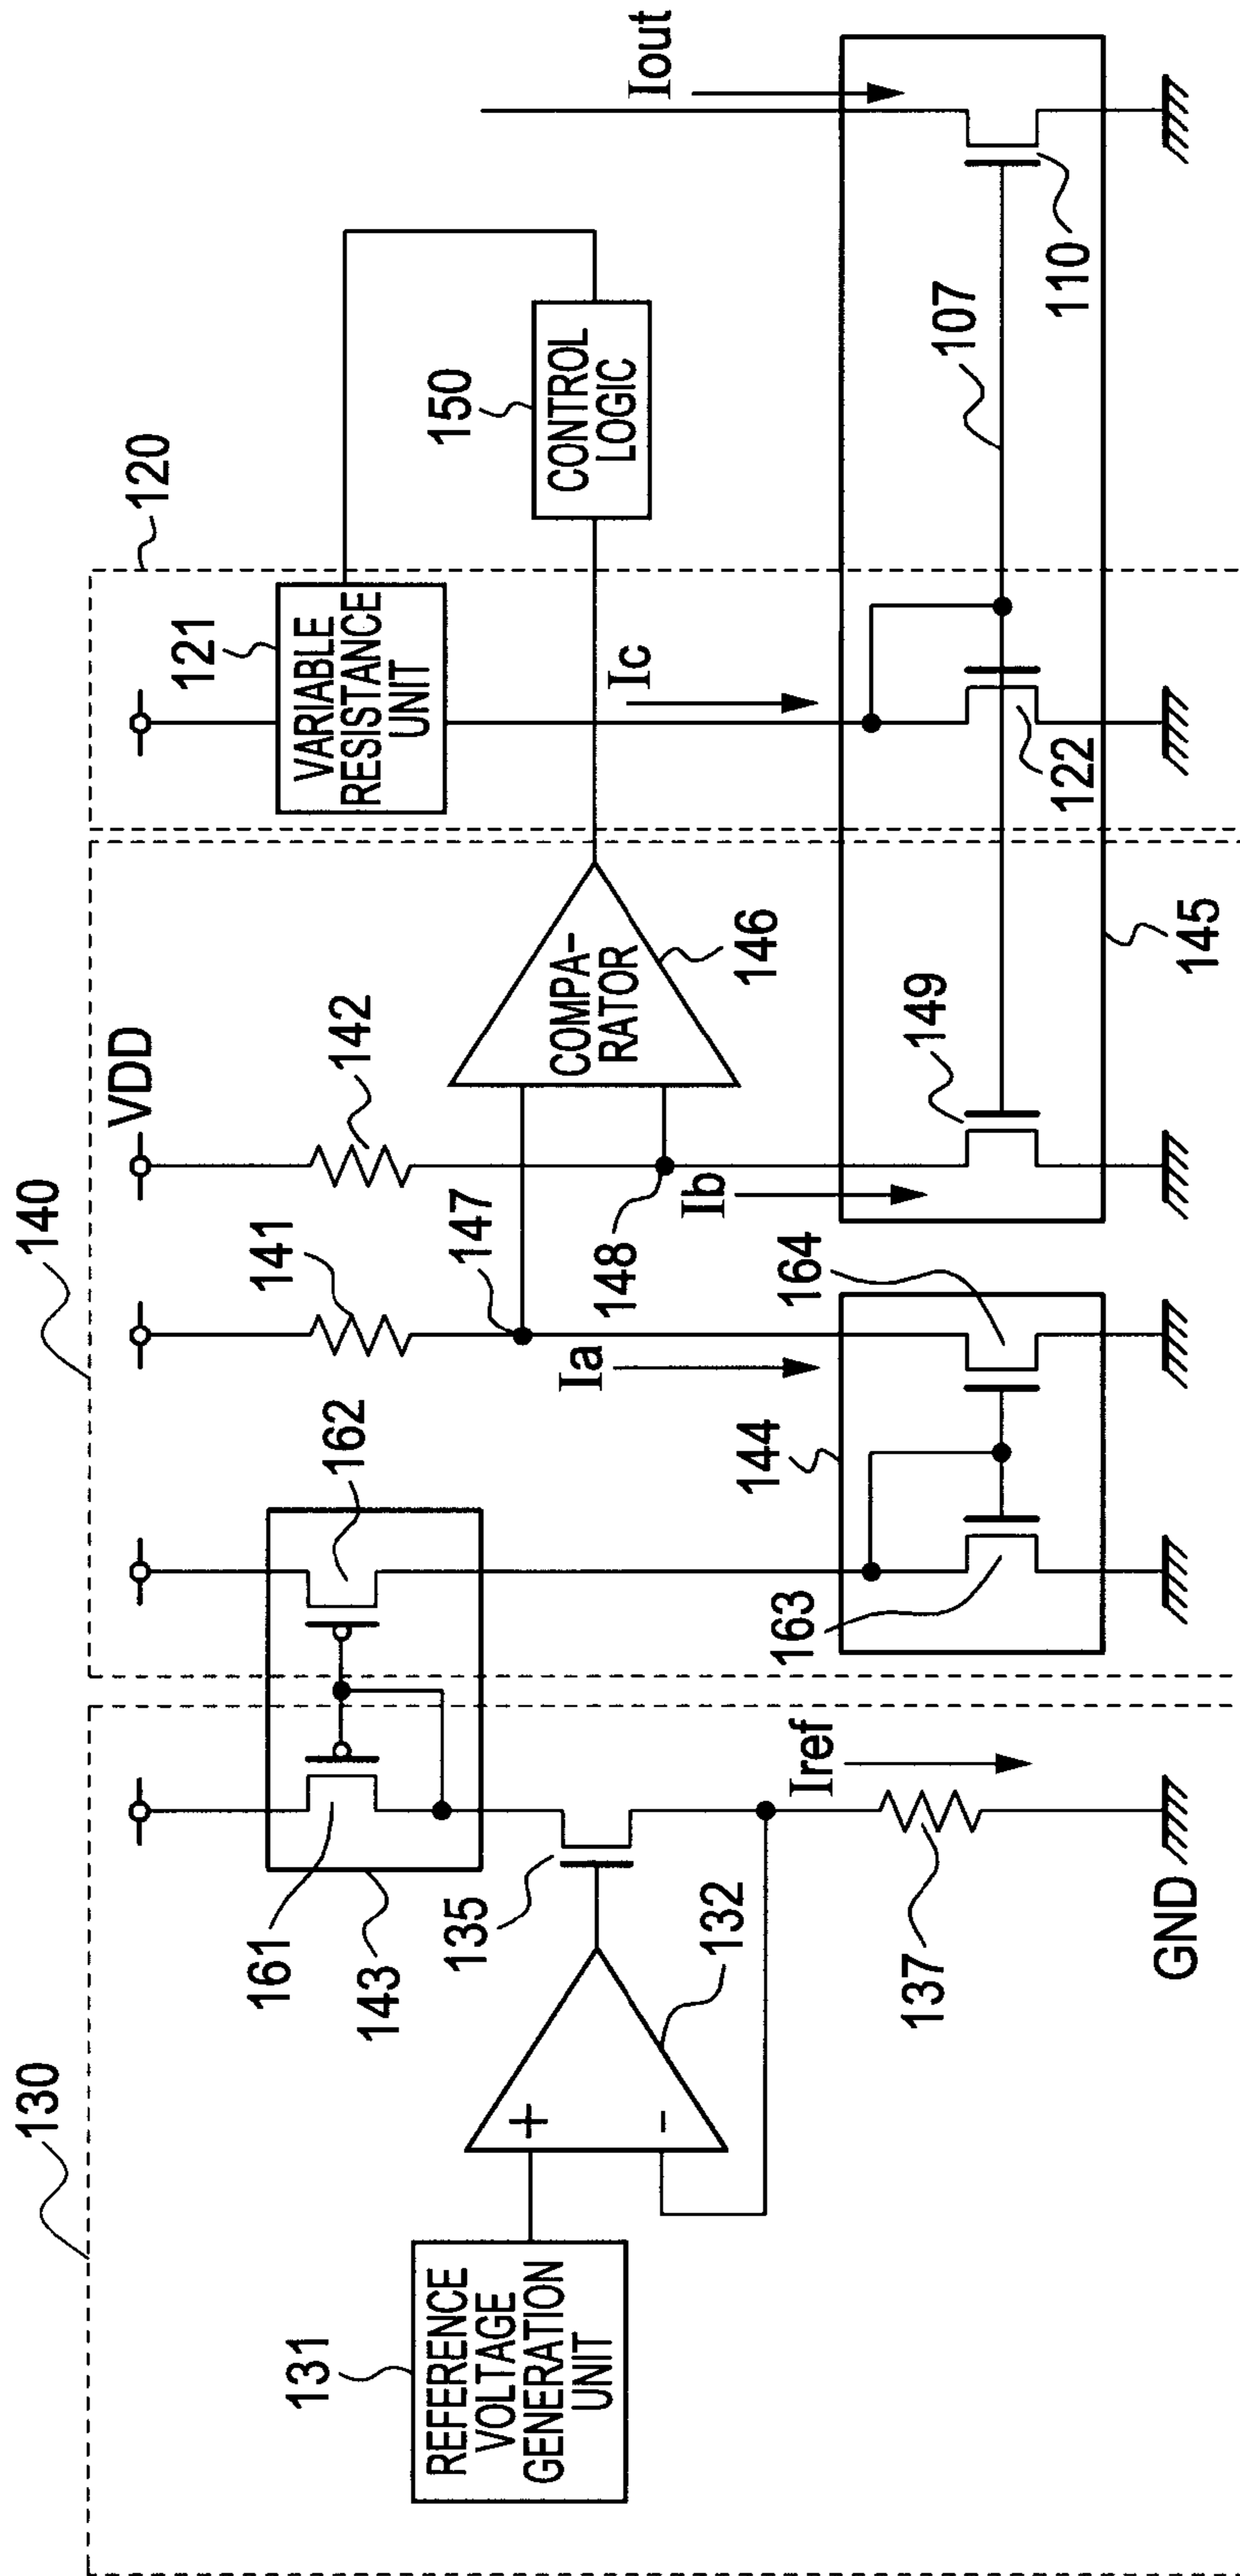 130
140
120
VDD
131
REFERENCE
VOLTAGE
GENERATION
UNIT
161
143
135
132
137
Iref
GND
162
141
142
147
148
Ia
Ib
144
163
164
149
145
COMPA-
RATOR
146
121
VARIABLE
RESISTANCE
UNIT
Ic
122
150
CONTROL
LOGIC
107
110
Iout
+
-